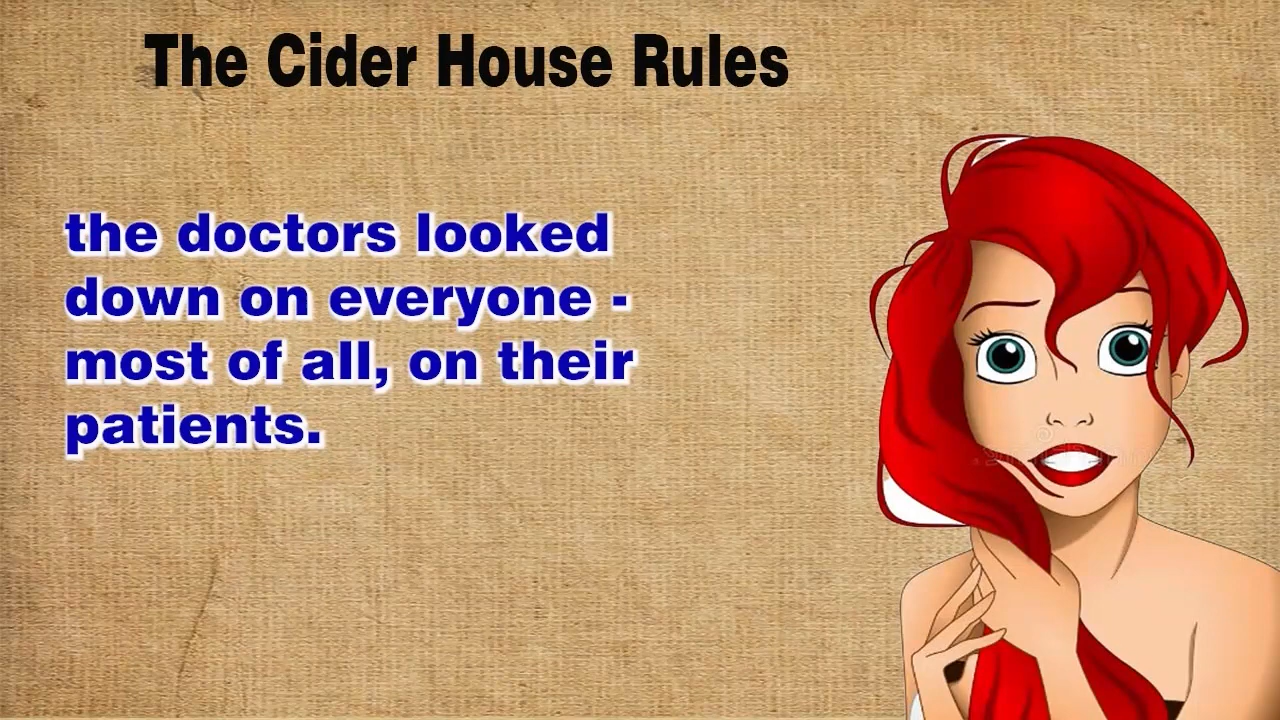 The Cider House Rules
the doctors looked
down on everyone -
most of all, on their
patients.